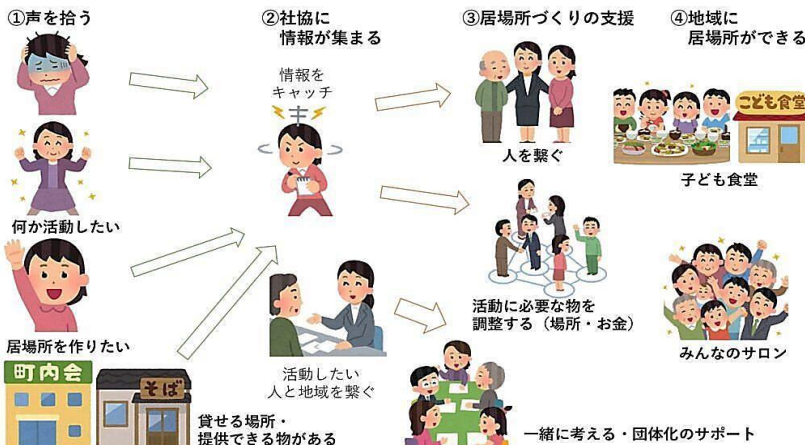 ①声を拾う
何か活動したい
居場所を作りたい
町内会
そば
貸せる場所・
提供できる物がある
②社協に
情報が集まる
情報を
キャッチ
活動したい
人と地域を繋ぐ
③居場所づくりの支援
人を繋ぐ
活動に必要な物を
調整する（場所・お金）
一緒に考える・団体化のサポート
④地域に
居場所ができる
こども食堂
子ども食堂
みんなのサロン